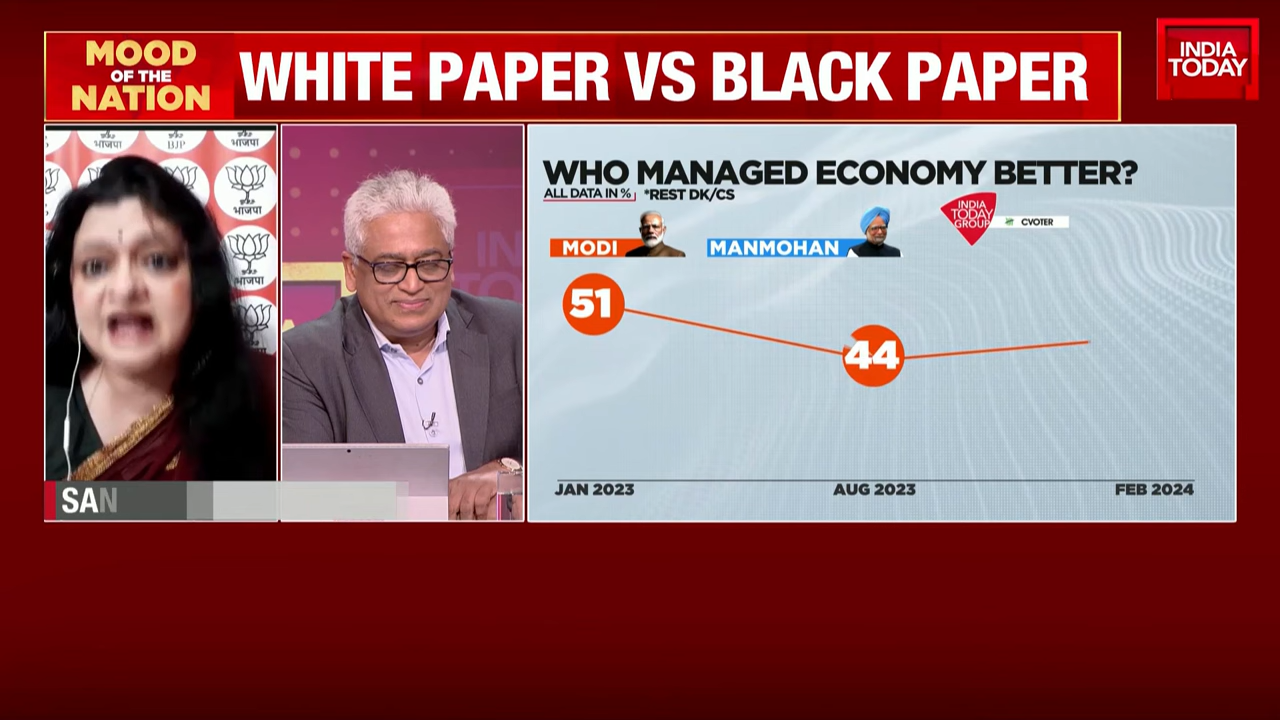 MOOD
OF THE
NATION
WHITE PAPER VS BLACK PAPER
INDIA
TODAY
भाजपा
BJP
भाजपा
भाजपा
भाजपा
SAN
WHO MANAGED ECONOMY BETTER?
ALL DATA IN % *REST DK/CS
INDIA
TODAY
GROUP
CVOTER
MODI
MANMOHAN
51
44
JAN 2023 AUG 2023 FEB 2024